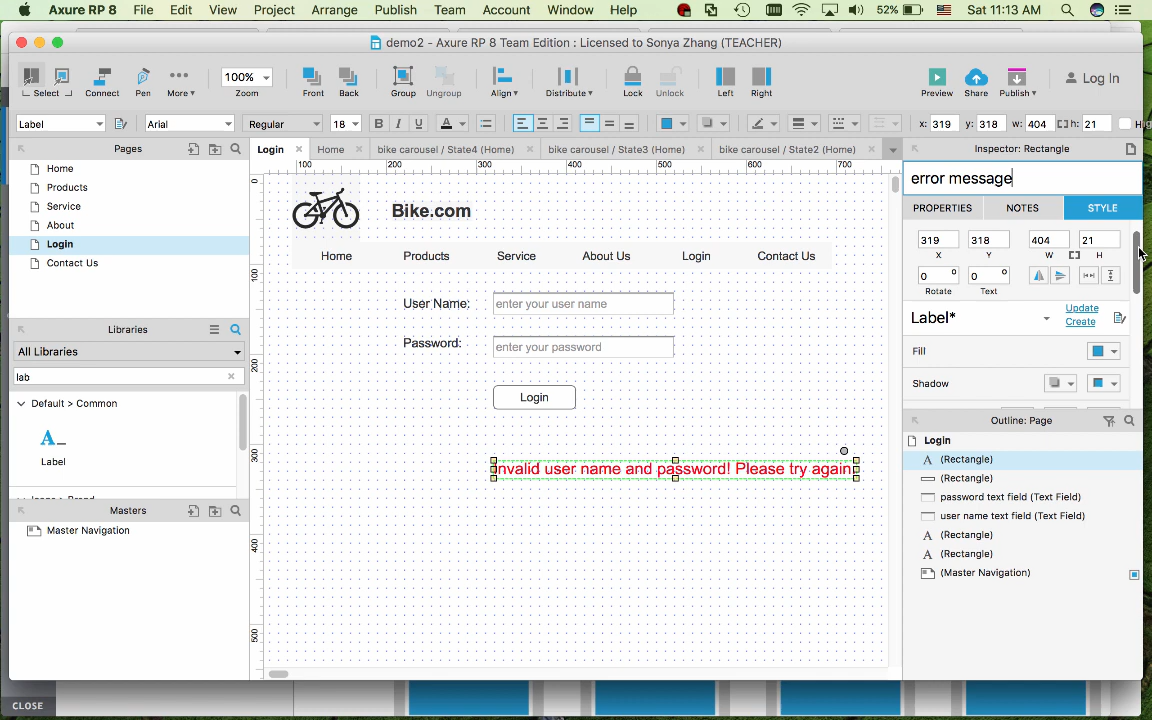 Axure RP 8 File Edit View Project Arrange Publish Team Account Window Help 52% Sat 11:13 AM
demo2 - Axure RP 8 Team Edition : Licensed to Sonya Zhang (TEACHER)
Select Connect Pen More 100% Zoom Front Back Group Ungroup Align Distribute Lock Unlock Left Right Preview Share Publish Log In
Label Arial Regular 18 B I U A x: 319 y: 318 w: 404 h: 21
Pages
Home
Products
Service
About
Login
Contact Us
Libraries
All Libraries
lab
Default > Common
A
Label
Masters
Master Navigation
CLOSE
Login Home bike carousel / State4 (Home) bike carousel / State3 (Home) bike carousel / State2 (Home)
100 200 300 400 500 600 700
0
100
200
300
400
500
Bike.com
Home Products Service About Us Login Contact Us
User Name: enter your user name
Password: enter your password
Login
nvalid user name and password! Please try again
Inspector: Rectangle
error message
PROPERTIES NOTES STYLE
319 318 404 21
X Y W H
0 ° 0 °
Rotate Text
Label* Update
Create
Fill
Shadow
Outline: Page
Login
A (Rectangle)
(Rectangle)
password text field (Text Field)
user name text field (Text Field)
A (Rectangle)
A (Rectangle)
(Master Navigation)